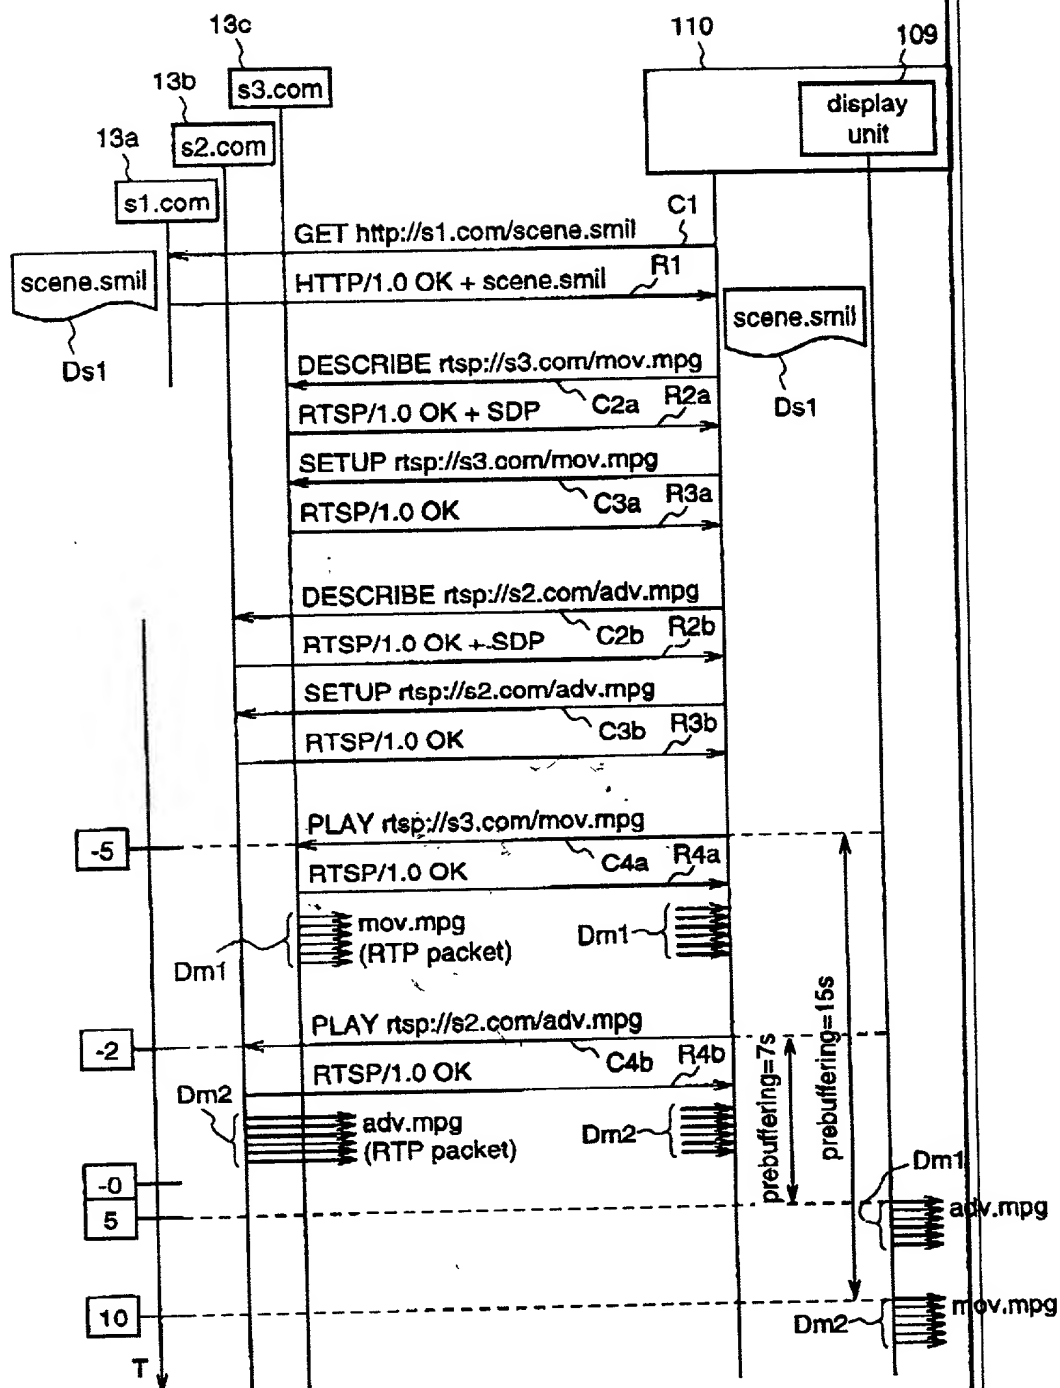 13c
110
109
s3.com
13b
display
unit
s2.com
13a
s1.com
C1
GET http://s1.com/scene.smil
scene.smil
HTTP/1.0 OK + scene.smil
R1
scene.smil
Ds1
DESCRIBE rtsp://s3.com/mov.mpg
Ds1
C2a
R2a
RTSP/1.0 OK + SDP
SETUP rtsp://s3.com/mov.mpg
C3a
R3a
RTSP/1.0 OK
DESCRIBE rtsp://s2.com/adv.mpg
C2b
R2b
RTSP/1.0 OK + SDP
SETUP rtsp://s2.com/adv.mpg
C3b
R3b
RTSP/1.0 OK
PLAY rtsp://s3.com/mov.mpg
-5
C4a
R4a
RTSP/1.0 OK
mov.mpg
(RTP packet)
Dm1
Dm1
prebuffering=15s
PLAY rtsp://s2.com/adv.mpg
-2
C4b
R4b
RTSP/1.0 OK
prebuffering=7s
Dm2
adv.mpg
(RTP packet)
Dm2
-0
Dm1
5
adv.mpg
10
mov.mpg
Dm2
T